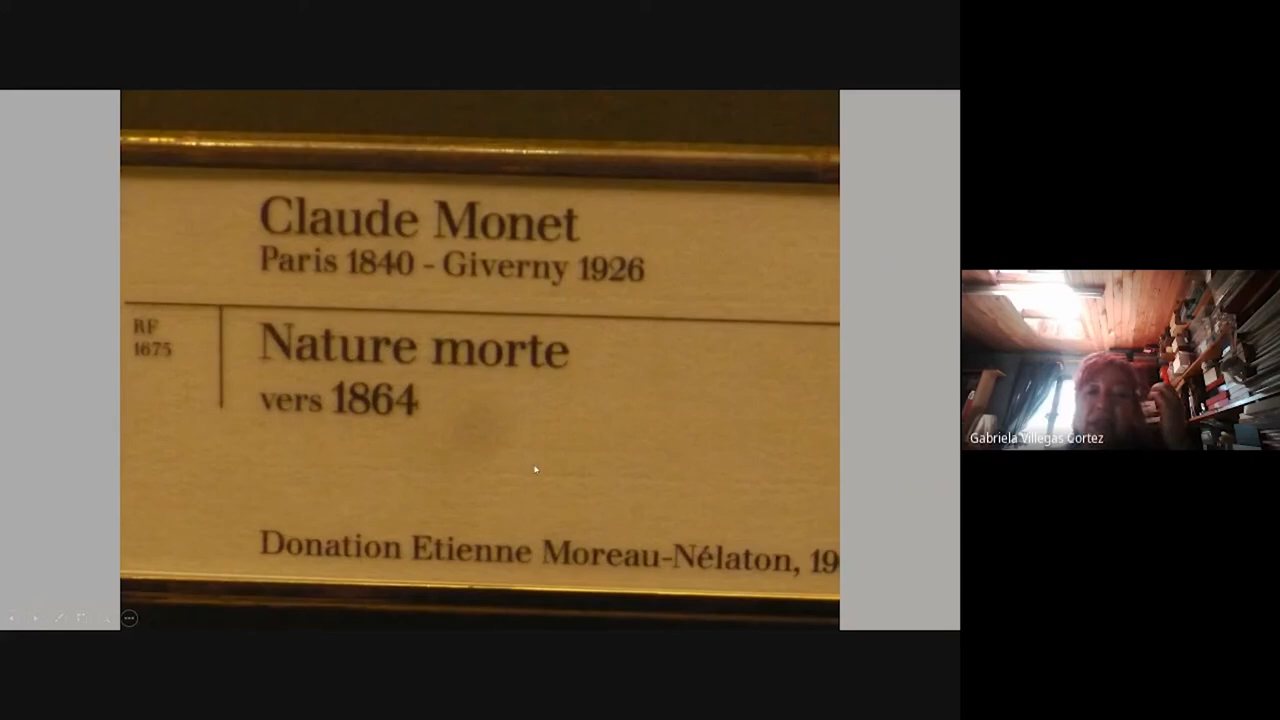 Claude Monet
Paris 1840 - Giverny 1926
RF
1675
Nature morte
vers 1864
Donation Etienne Moreau-Nélaton, 19
Gabriela Villegas Cortez